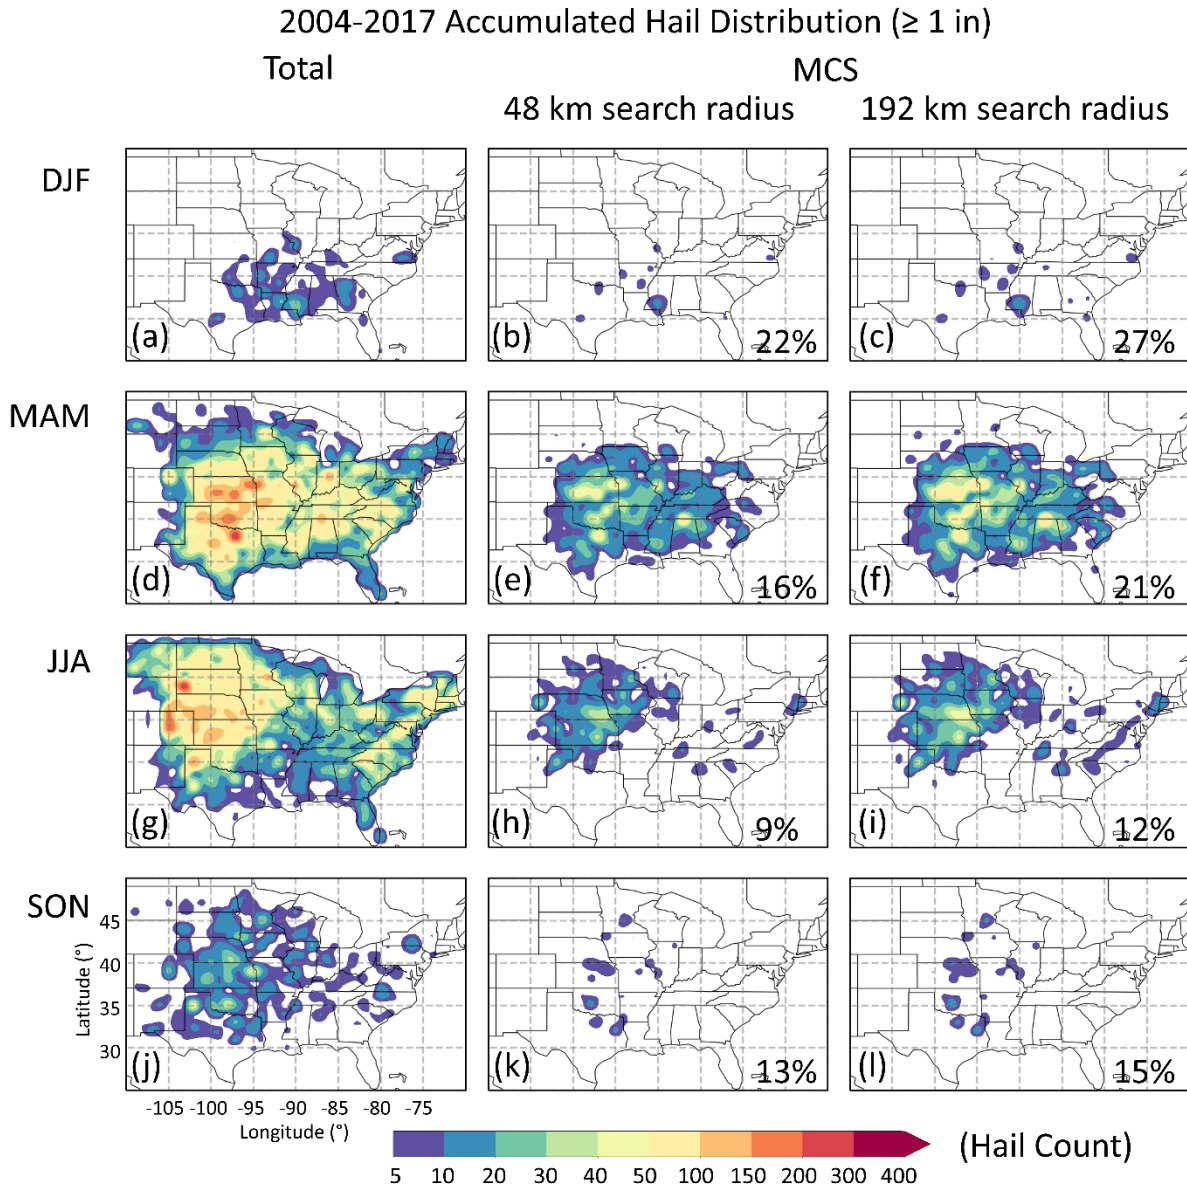 2004-2017 Accumulated Hail Distribution (≥ 1 in)
Total
MCS
48 km search radius
192 km search radius
DJF
(a)
(b)
22%
(c)
27%
MAM
(d)
(e)
16%
(f)
21%
JJA
(g)
(h)
9%
(i)
12%
SON
45
40
35
30
Latitude (°)
(j)
(k)
13%
(l)
15%
-105 -100 -95 -90 -85 -80 -75
Longitude (°)
5 10 20 30 40 50 100 150 200 300 400
(Hail Count)